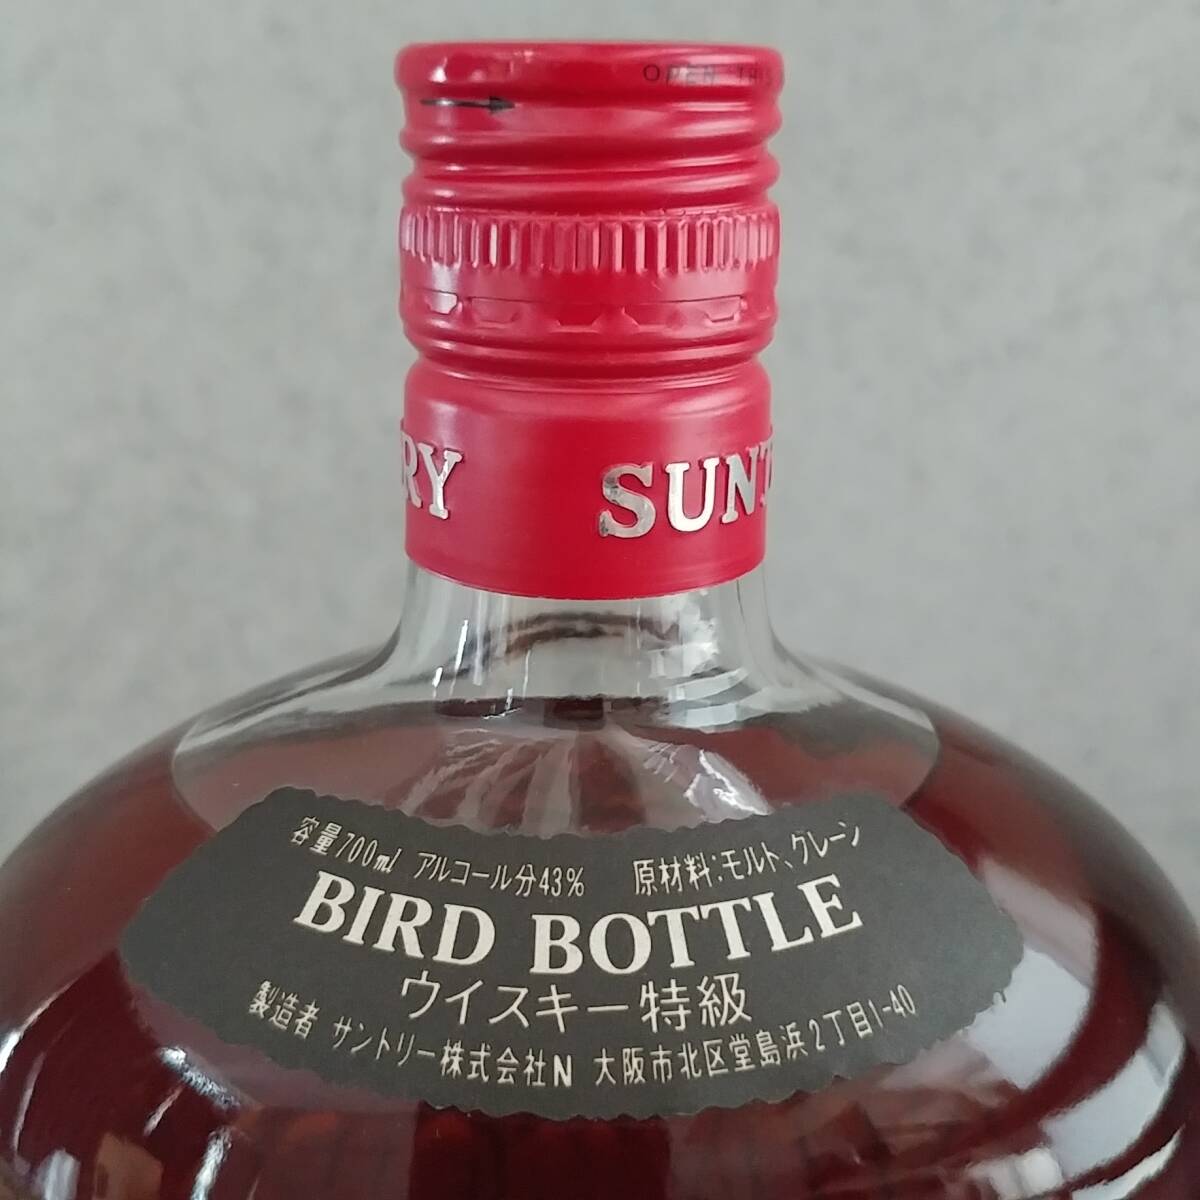 OPEN THIS
RY SUNT
容量700ml アルコール分43% 原材料:モルト、グレーン
BIRD BOTTLE
ウイスキー特級
製造者 サントリー株式会社N 大阪市北区堂島浜2丁目1-40